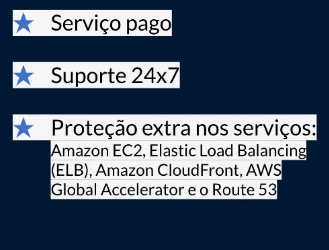 Serviço pago
Suporte 24x7
Proteção extra nos serviços:
Amazon EC2, Elastic Load Balancing
(ELB), Amazon CloudFront, AWS
Global Accelerator e o Route 53